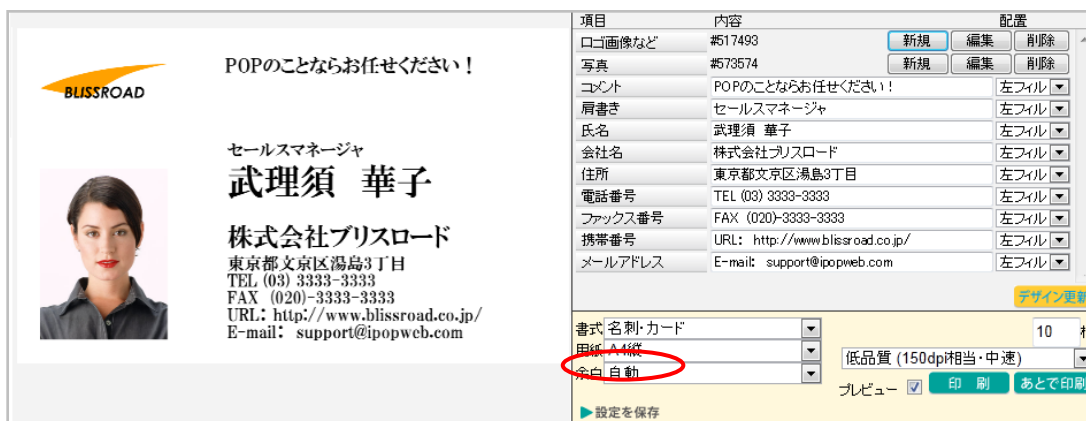 BLISSROAD
POPのことならお任せください！
セールスマネージャ
武理須 華子
株式会社ブリスロード
東京都文京区湯島3丁目
TEL (03) 3333-3333
FAX (020)-3333-3333
URL: http://www.blissroad.co.jp/
E-mail: support@ipopweb.com
項目 内容 配置
ロゴ画像など #517493 新規 編集 削除
写真 #573574 新規 編集 削除
コメント POPのことならお任せください！ 左フィル
肩書き セールスマネージャ 左フィル
氏名 武理須 華子 左フィル
会社名 株式会社ブリスロード 左フィル
住所 東京都文京区湯島3丁目 左フィル
電話番号 TEL (03) 3333-3333 左フィル
ファックス番号 FAX (020)-3333-3333 左フィル
携帯番号 URL: http://www.blissroad.co.jp/ 左フィル
メールアドレス E-mail: support@ipopweb.com 左フィル
デザイン更新
書式 名刺・カード 10
用紙 A4縦 低品質 (150dpi相当・中速)
余白 自動
プレビュー 印 刷 あとで印刷
▶設定を保存